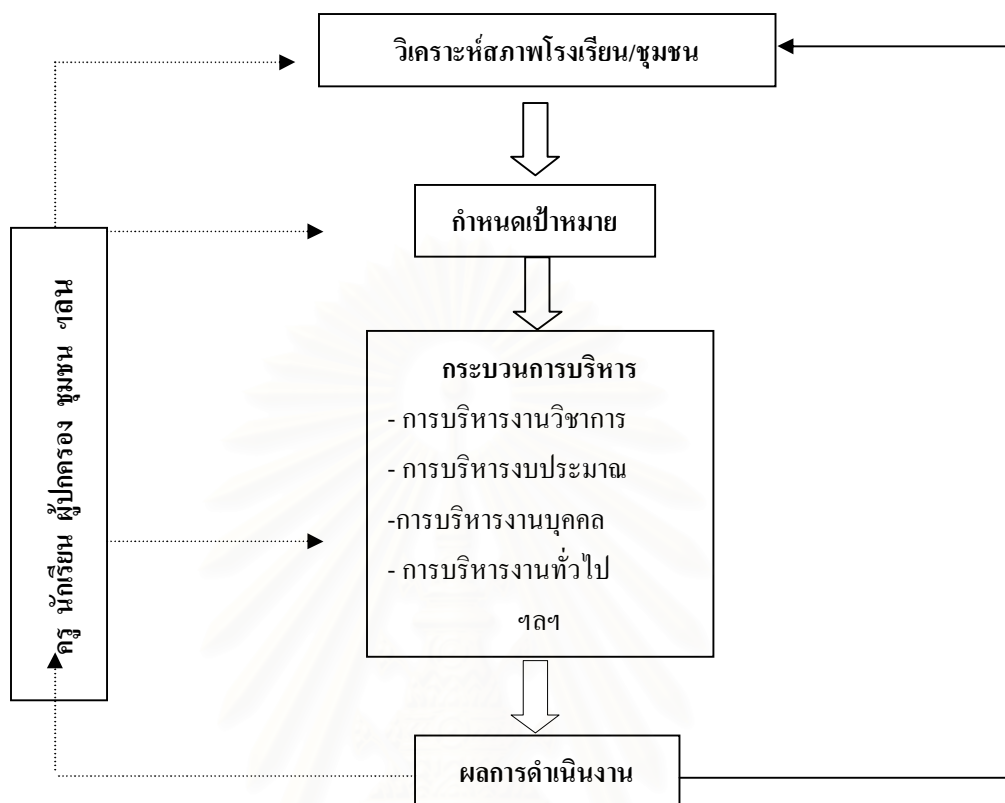 วิเคราะห์สภาพโรงเรียน/ชุมชน
กำหนดเป้าหมาย
ครู นักเรียน ผู้ปกครอง ชุมชน ฯลน
กระบวนการบริหาร
- การบริหารงานวิชาการ
- การบริหารงบประมาณ
-การบริหารงานบุคคล
- การบริหารงานทั่วไป
ฯลฯ
ผลการดำเนินงาน